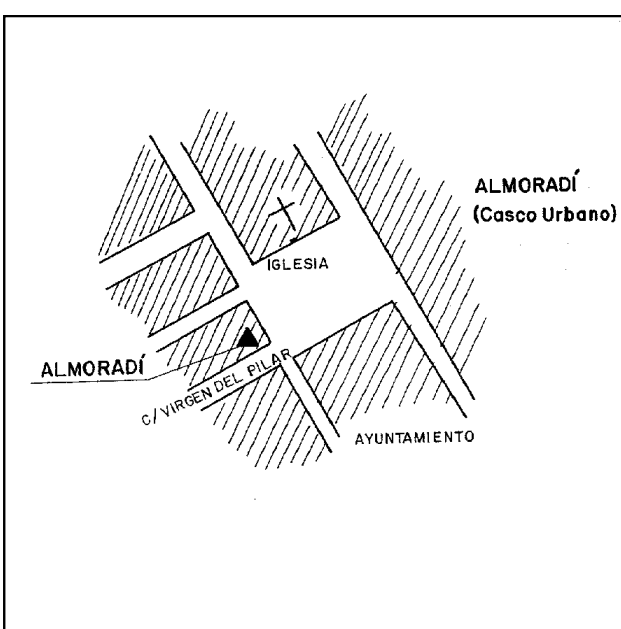 ALMORADÍ
(Casco Urbano)
IGLESIA
ALMORADÍ
C/ VIRGEN DEL PILAR
AYUNTAMIENTO